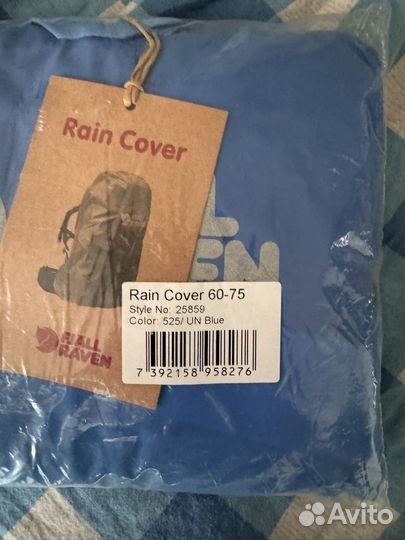 Rain Cover
L
VEN
Rain Cover 60-75
Style No: 25859
Color: 525/ UN Blue
7 392158 958276
FJÄLL
RÄVEN
Avito